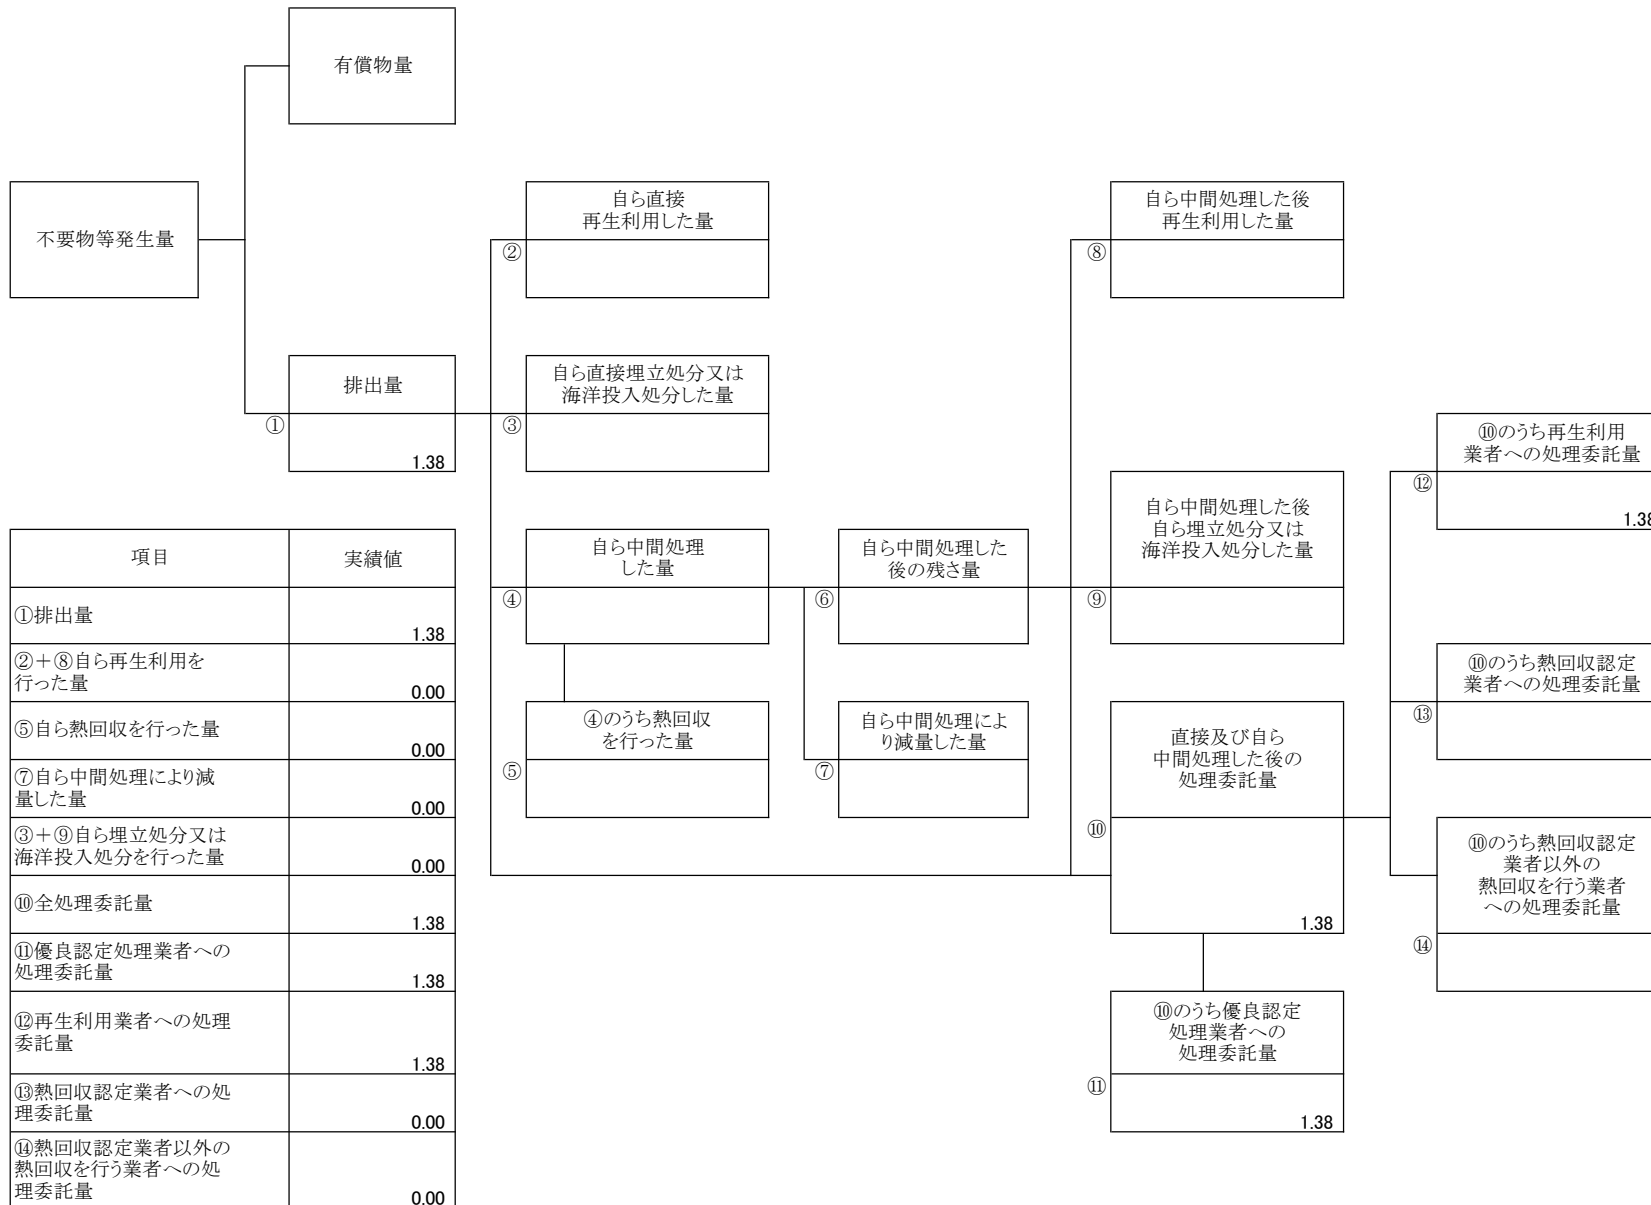 有償物量
不要物等発生量
自ら直接
再生利用した量
②
自ら中間処理した後
再生利用した量
⑧
排出量
①
1.38
自ら直接埋立処分又は
海洋投入処分した量
③
⑩のうち再生利用
業者への処理委託量
⑫
1.38
自ら中間処理
した量
④
自ら中間処理した
後の残さ量
⑥
自ら中間処理した後
自ら埋立処分又は
海洋投入処分した量
⑨
④のうち熱回収
を行った量
⑤
自ら中間処理によ
り減量した量
⑦
直接及び自ら
中間処理した後の
処理委託量
⑩
1.38
⑩のうち熱回収認定
業者への処理委託量
⑬
⑩のうち熱回収認定
業者以外の
熱回収を行う業者
への処理委託量
⑭
⑩のうち優良認定
処理業者への
処理委託量
⑪
1.38
項目 実績値
①排出量
1.38
②+⑧自ら再生利用を
行った量
0.00
⑤自ら熱回収を行った量
0.00
⑦自ら中間処理により減
量した量
0.00
③+⑨自ら埋立処分又は
海洋投入処分を行った量
0.00
⑩全処理委託量
1.38
⑪優良認定処理業者への
処理委託量
1.38
⑫再生利用業者への処理
委託量
1.38
⑬熱回収認定業者への処
理委託量
0.00
⑭熱回収認定業者以外の
熱回収を行う業者への処
理委託量
0.00